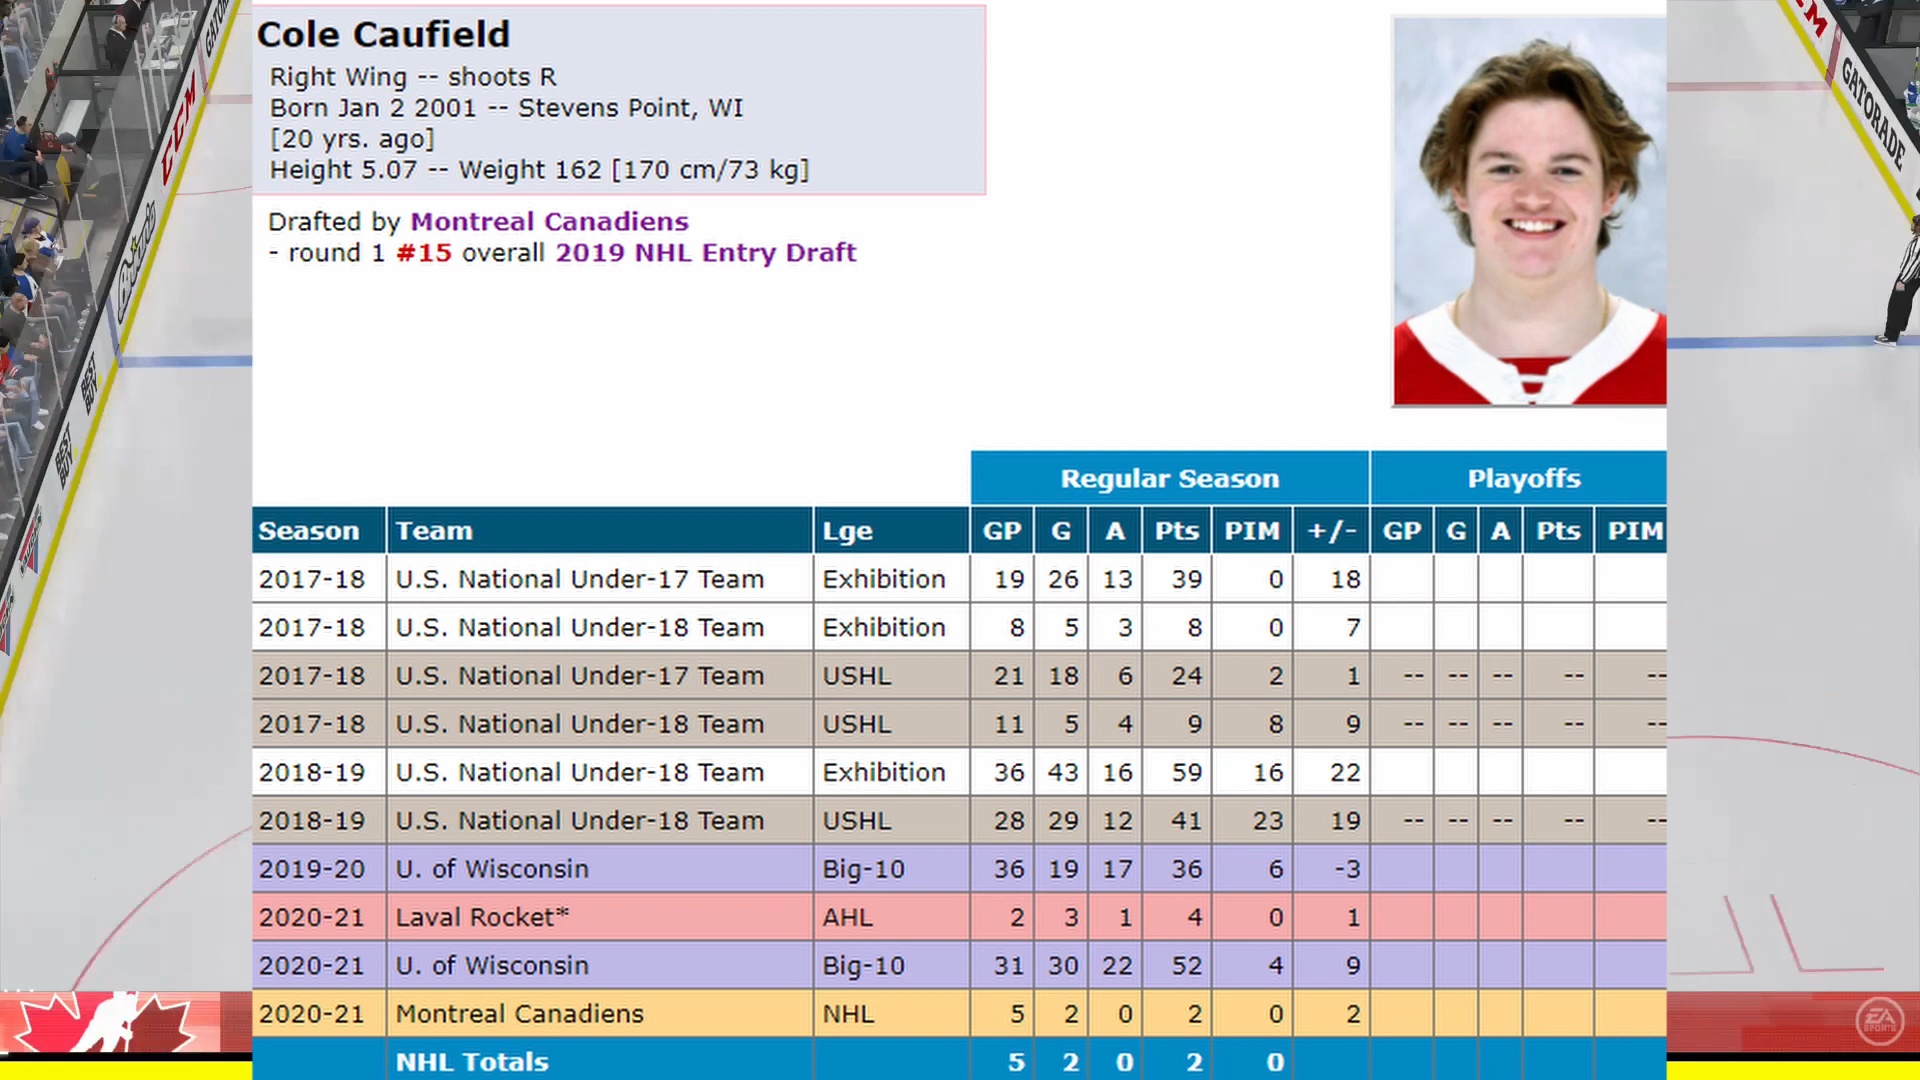 Cole Caufield
Right Wing -- shoots R
Born Jan 2 2001 -- Stevens Point, WI
[20 yrs. ago]
Height 5.07 -- Weight 162 [170 cm/73 kg]
Drafted by Montreal Canadiens
- round 1 #15 overall 2019 NHL Entry Draft
Regular Season Playoffs
Season Team Lge GP G A Pts PIM +/- GP G A Pts PIM
2017-18 U.S. National Under-17 Team Exhibition 19 26 13 39 0 18
2017-18 U.S. National Under-18 Team Exhibition 8 5 3 8 0 7
2017-18 U.S. National Under-17 Team USHL 21 18 6 24 2 1 -- -- -- -- --
2017-18 U.S. National Under-18 Team USHL 11 5 4 9 8 9 -- -- -- -- --
2018-19 U.S. National Under-18 Team Exhibition 36 43 16 59 16 22
2018-19 U.S. National Under-18 Team USHL 28 29 12 41 23 19 -- -- -- -- --
2019-20 U. of Wisconsin Big-10 36 19 17 36 6 -3
2020-21 Laval Rocket* AHL 2 3 1 4 0 1
2020-21 U. of Wisconsin Big-10 31 30 22 52 4 9
2020-21 Montreal Canadiens NHL 5 2 0 2 0 2
NHL Totals 5 2 0 2 0
CCM
BEST BUY
BEST BUY
CCM
GATORADE
EA
SPORTS